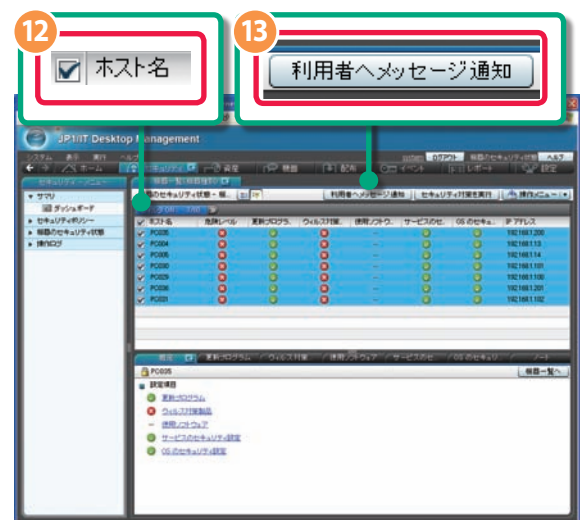 12
13
ホスト名
利用者へメッセージ通知
JP1/IT Desktop Management
システム 表示 実行 ヘルプ
system ログアウト 機器のセキュリティ状態 ヘルプ
ホーム セキュリティ 資産 機器 配布 イベント レポート 設定
セキュリティメニュー
サマリ
ダッシュボード
セキュリティポリシー
機器のセキュリティ状態
操作ログ
利用者へメッセージ通知 セキュリティ対策を実行 操作メニュー
ホスト名 危険レベル 更新プログラ.. ウィルス対策.. 使用ソフトウ.. サービスのセ.. OS のセキュ.. IP アドレス
PC035 192.168.1.200
PC004 192.168.1.13
PC005 192.168.1.14
PC030 192.168.1.101
PC029 192.168.1.100
PC036 192.168.1.201
PC031 192.168.1.102
概況 更新プログラム ウィルス対策.. 使用ソフトウェア サービスのセ.. OS のセキュリ.. ノート
PC035 機器一覧へ
設定項目
更新プログラム
ウィルス対策製品
使用ソフトウェア
サービスのセキュリティ設定
OS のセキュリティ設定